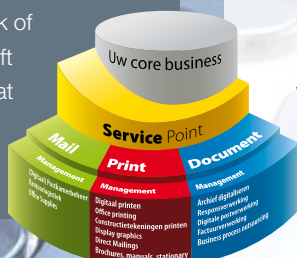 k of
ft
at
Uw core business
Service Point
Mail
Management
(Digitaal) Postkamerbeheer
Kantoorlogistiek
Office Supplies
Print
Management
Digitaal printen
Office printing
Constructietekeningen printen
Display graphics
Direct Mailings
Brochures, manuals, stationary
Document
Management
Archief digitaliseren
Responsverwerking
Digitale postverwerking
Factuurverwerking
Business process outsourcing